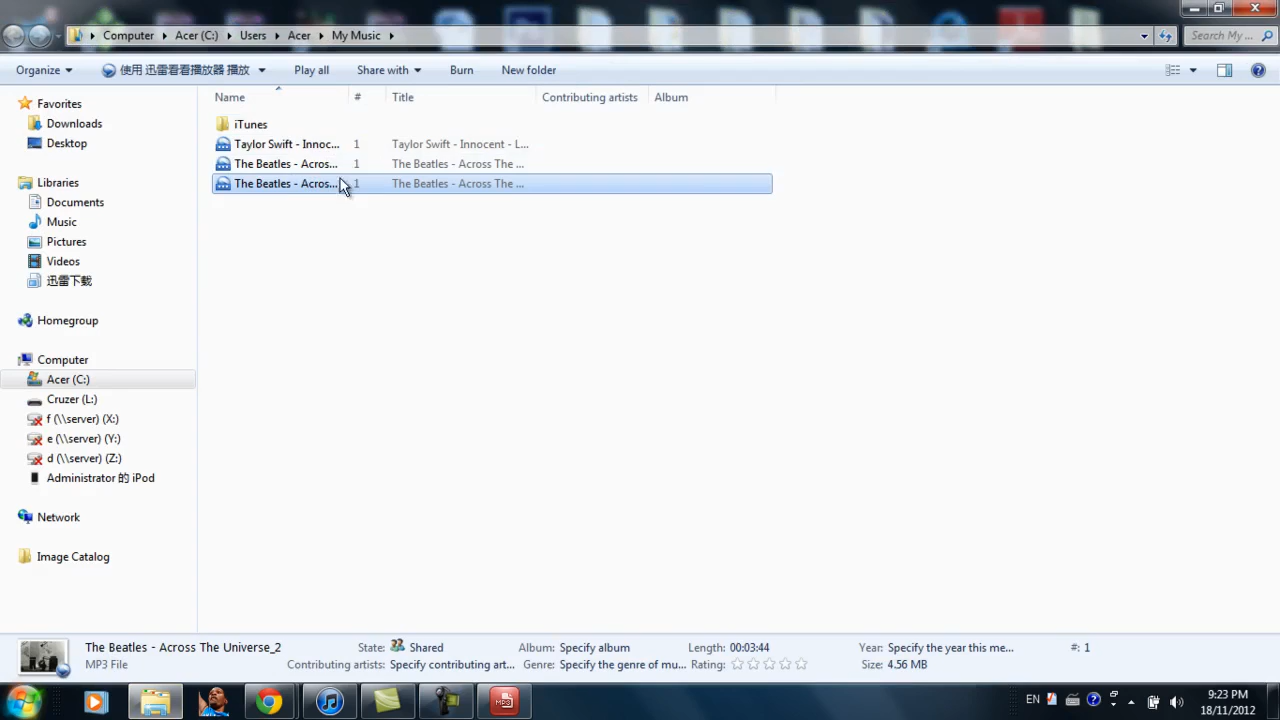 Computer Acer (C:) Users Acer My Music
Search My ...
Organize 使用 迅雷看看播放器 播放 Play all Share with Burn New folder
Name # Title Contributing artists Album
iTunes
Taylor Swift - Innoc... 1 Taylor Swift - Innocent - L...
The Beatles - Acros... 1 The Beatles - Across The ...
The Beatles - Acros... 1 The Beatles - Across The ...
Favorites
Downloads
Desktop
Libraries
Documents
Music
Pictures
Videos
迅雷下載
Homegroup
Computer
Acer (C:)
Cruzer (L:)
f (\\server) (X:)
e (\\server) (Y:)
d (\\server) (Z:)
Administrator 的 iPod
Network
Image Catalog
The Beatles - Across The Universe_2 State: Shared Album: Specify album Length: 00:03:44 Year: Specify the year this me... #: 1
MP3 File Contributing artists: Specify contributing art... Genre: Specify the genre of mu... Rating: Size: 4.56 MB
MP3
EN
9:23 PM
18/11/2012